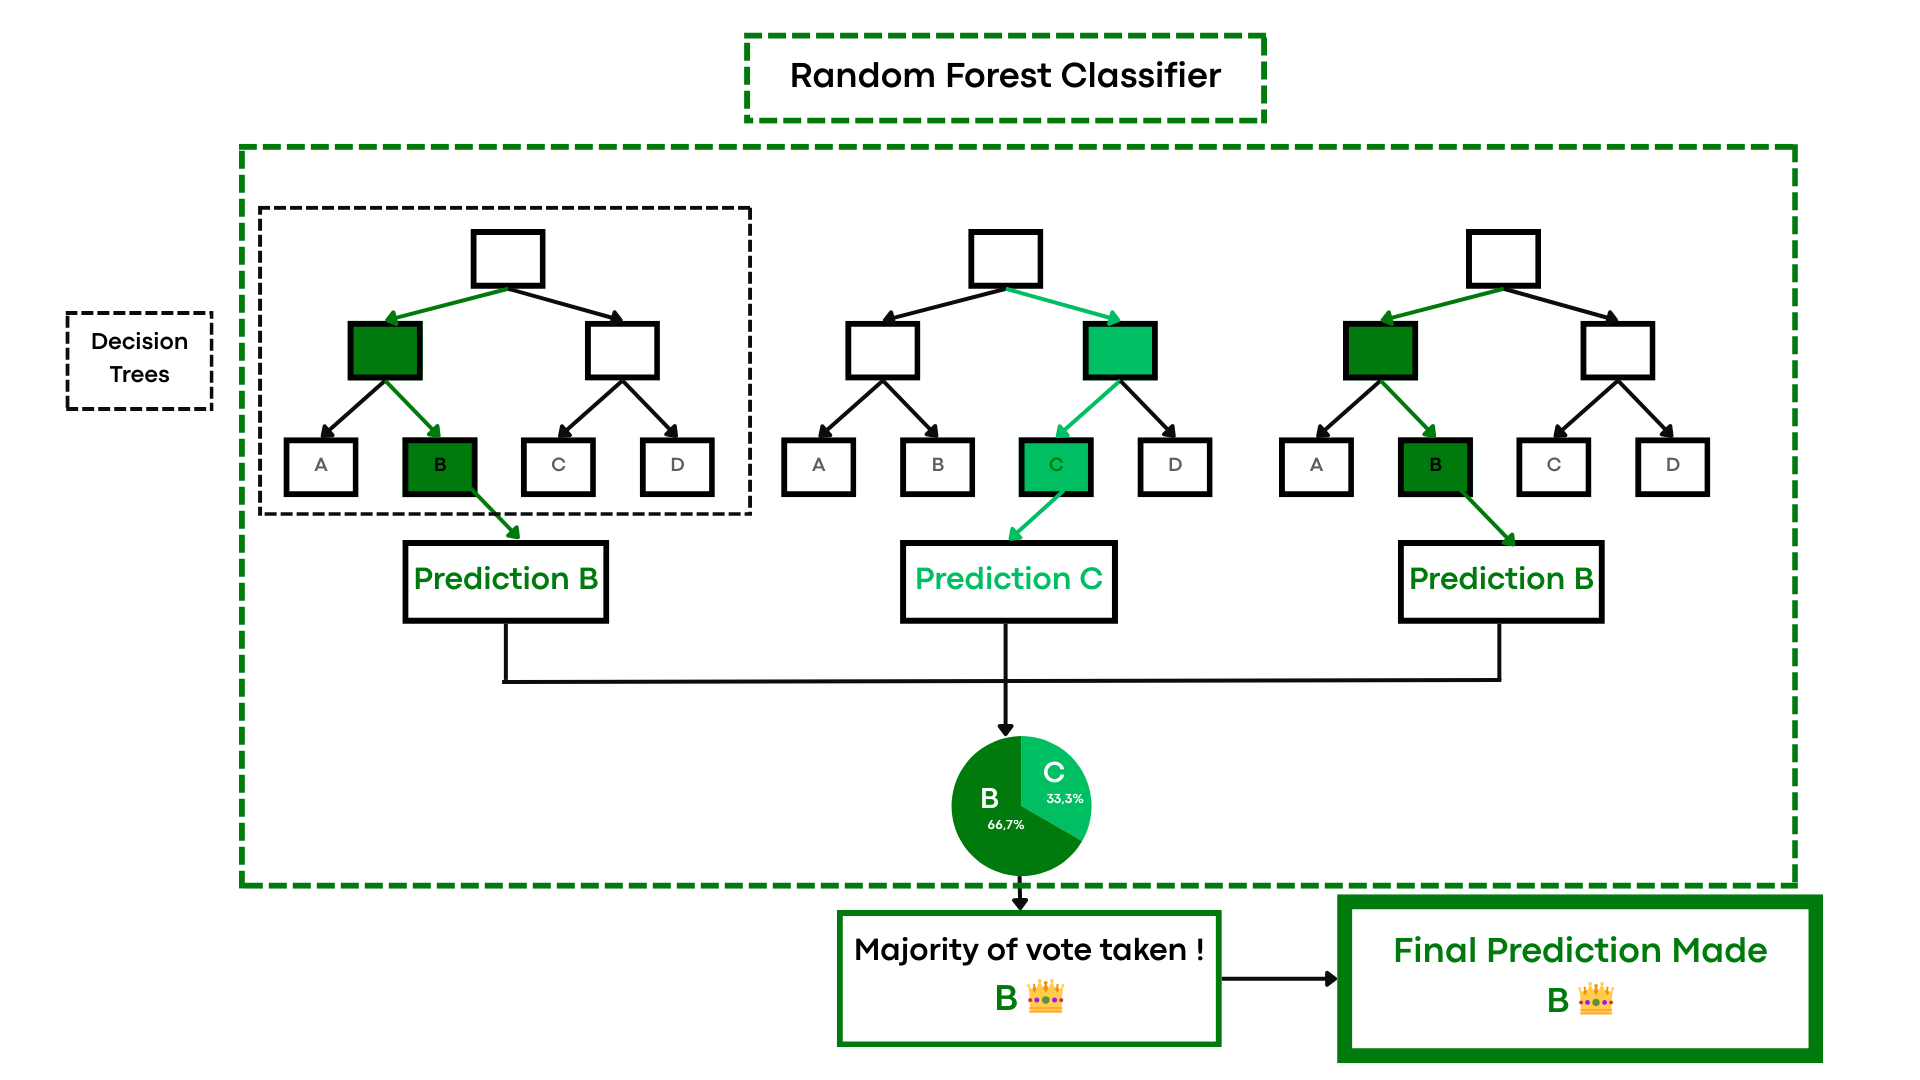 Random Forest Classifier
Decision
Trees
A B C D
A B C D
A B C D
Prediction B
Prediction C
Prediction B
C
33,3%
B
66,7%
Majority of vote taken !
B
Final Prediction Made
B